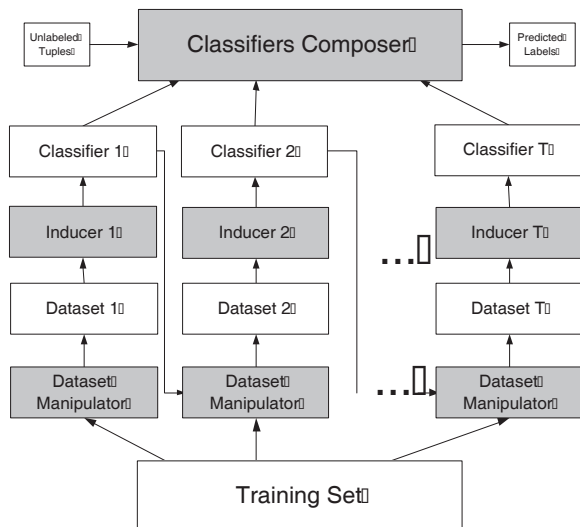 Unlabeled
Tuples
Classifiers Composer
Predicted
Labels
Classifier 1
Classifier 2
Classifier T
Inducer 1
Inducer 2
Inducer T
...
Dataset 1
Dataset 2
Dataset T
Dataset
Manipulator
Dataset
Manipulator
...
Dataset
Manipulator
Training Set